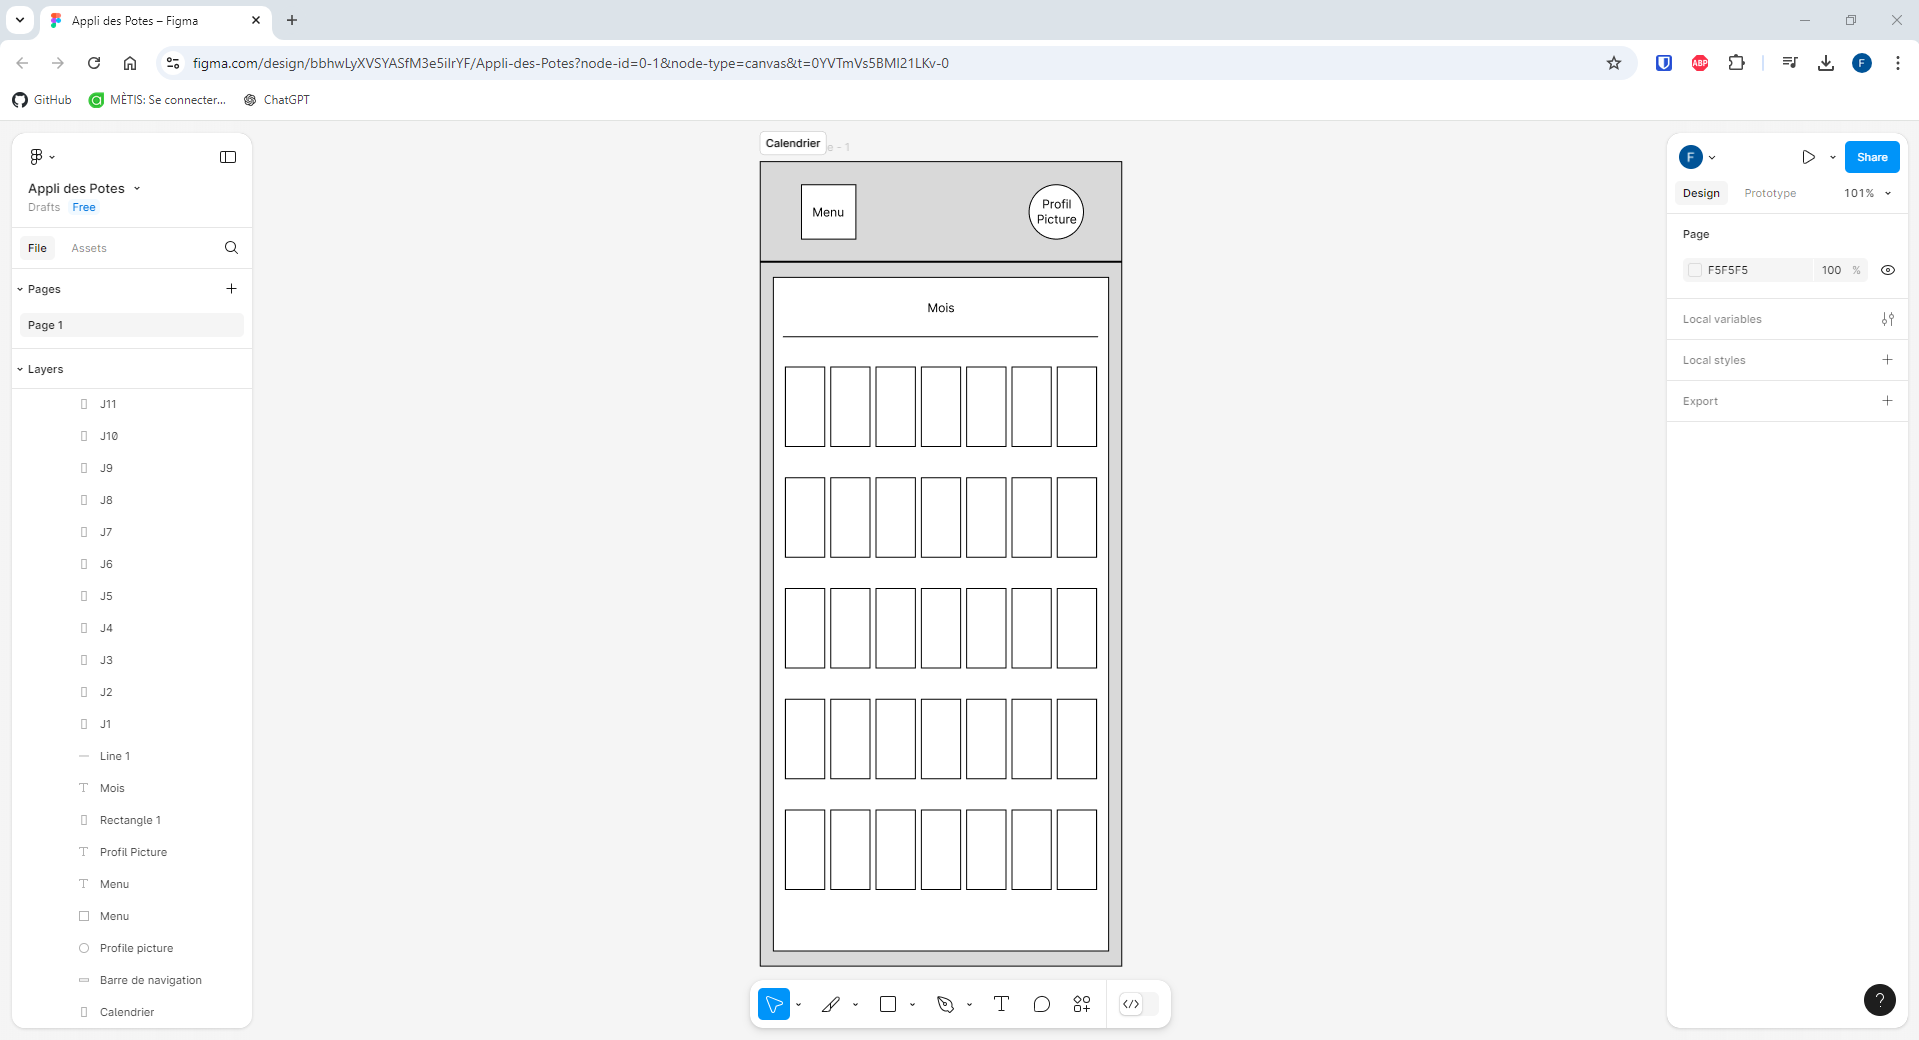 Appli des Potes – Figma
figma.com/design/bbhwLyXVSYASfM3e5iIrYF/Appli-des-Potes?node-id=0-1&node-type=canvas&t=0YVTmVs5BMI21LKv-0
ABP
F
GitHub
MÈTIS: Se connecter...
ChatGPT
Appli des Potes
Drafts
Free
File
Assets
Pages
Page 1
Layers
J11
J10
J9
J8
J7
J6
J5
J4
J3
J2
J1
Line 1
Mois
Rectangle 1
Profil Picture
Menu
Menu
Profile picture
Barre de navigation
Calendrier
Calendrier
e - 1
Menu
Profil
Picture
Mois
F
Share
Design
Prototype
101%
Page
F5F5F5
100
%
Local variables
Local styles
Export
?